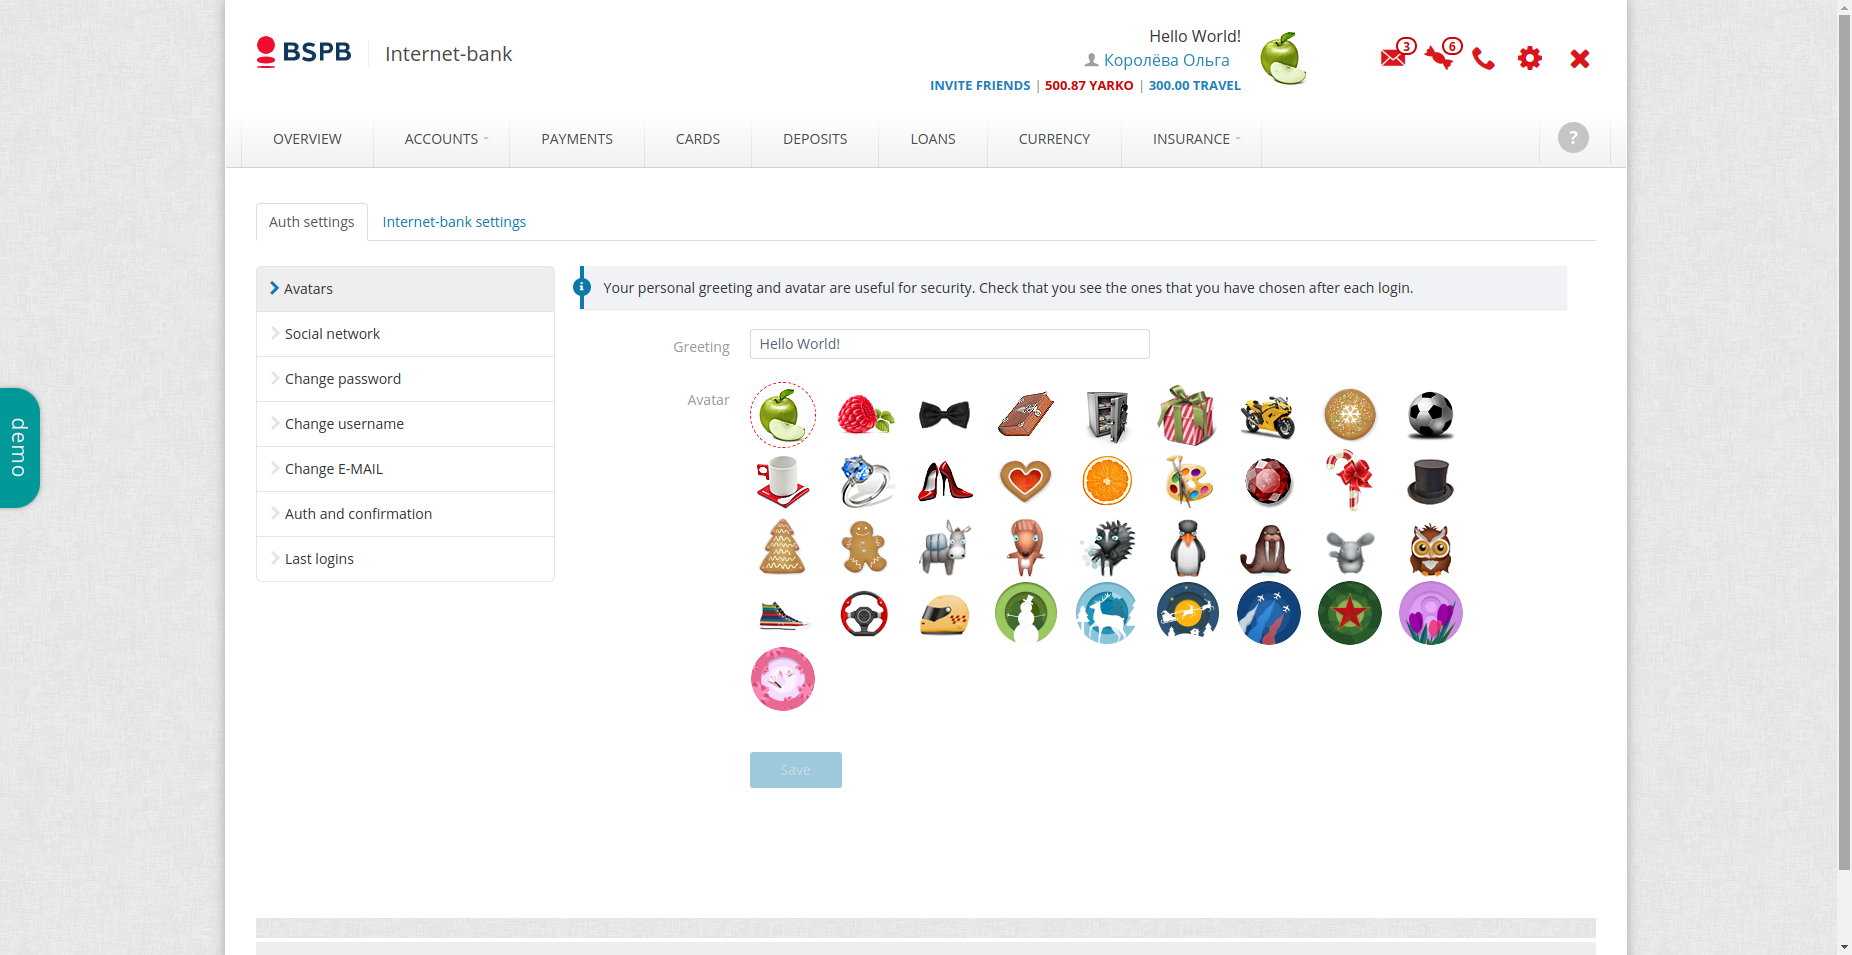 BSPB
Internet-bank
Hello World!
Королёва Ольга
INVITE FRIENDS | 500.87 YARKO | 300.00 TRAVEL
3
6
OVERVIEW
ACCOUNTS
PAYMENTS
CARDS
DEPOSITS
LOANS
CURRENCY
INSURANCE
?
Auth settings
Internet-bank settings
Avatars
Social network
Change password
Change username
Change E-MAIL
Auth and confirmation
Last logins
Your personal greeting and avatar are useful for security. Check that you see the ones that you have chosen after each login.
Greeting
Hello World!
Avatar
Save
demo